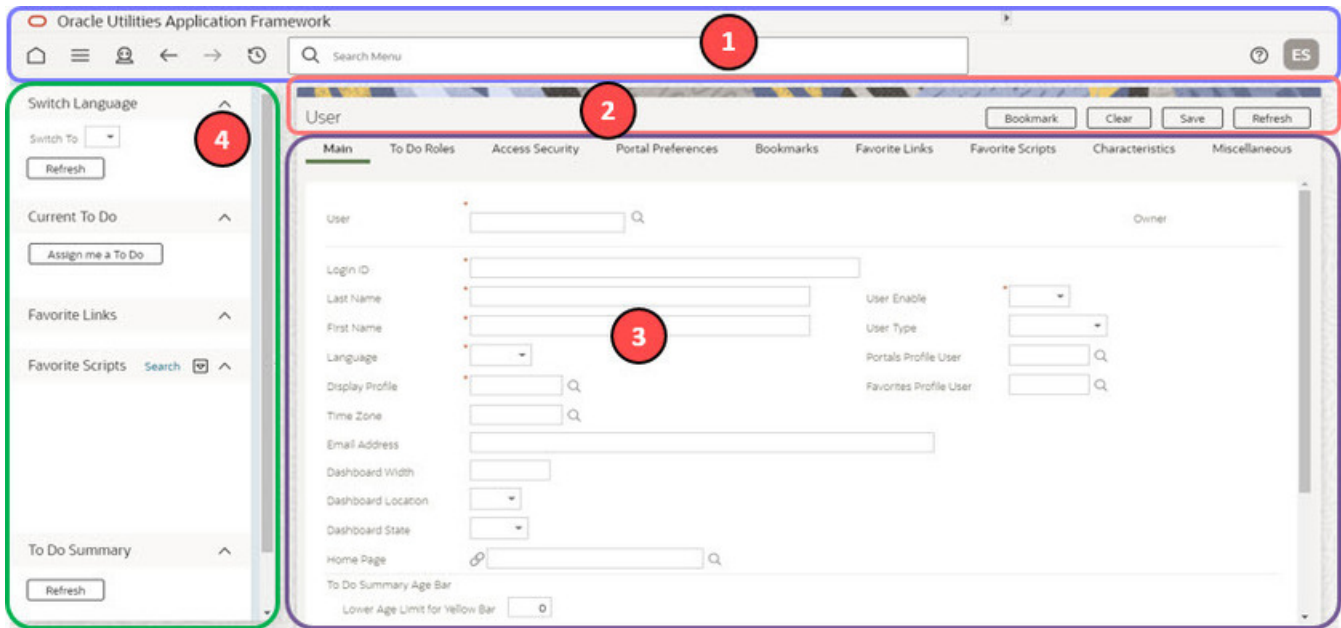 Oracle Utilities Application Framework
Search Menu
1
ES
Switch Language
Switch To
Refresh
4
Current To Do
Assign me a To Do
Favorite Links
Favorite Scripts Search
To Do Summary
Refresh
2
User Bookmark Clear Save Refresh
Main To Do Roles Access Security Portal Preferences Bookmarks Favorite Links Favorite Scripts Characteristics Miscellaneous
User * Owner
Login ID *
Last Name * User Enable *
First Name * User Type
3
Language * Portals Profile User
Display Profile * Favorites Profile User
Time Zone
Email Address
Dashboard Width
Dashboard Location
Dashboard State
Home Page
To Do Summary Age Bar
Lower Age Limit for Yellow Bar 0